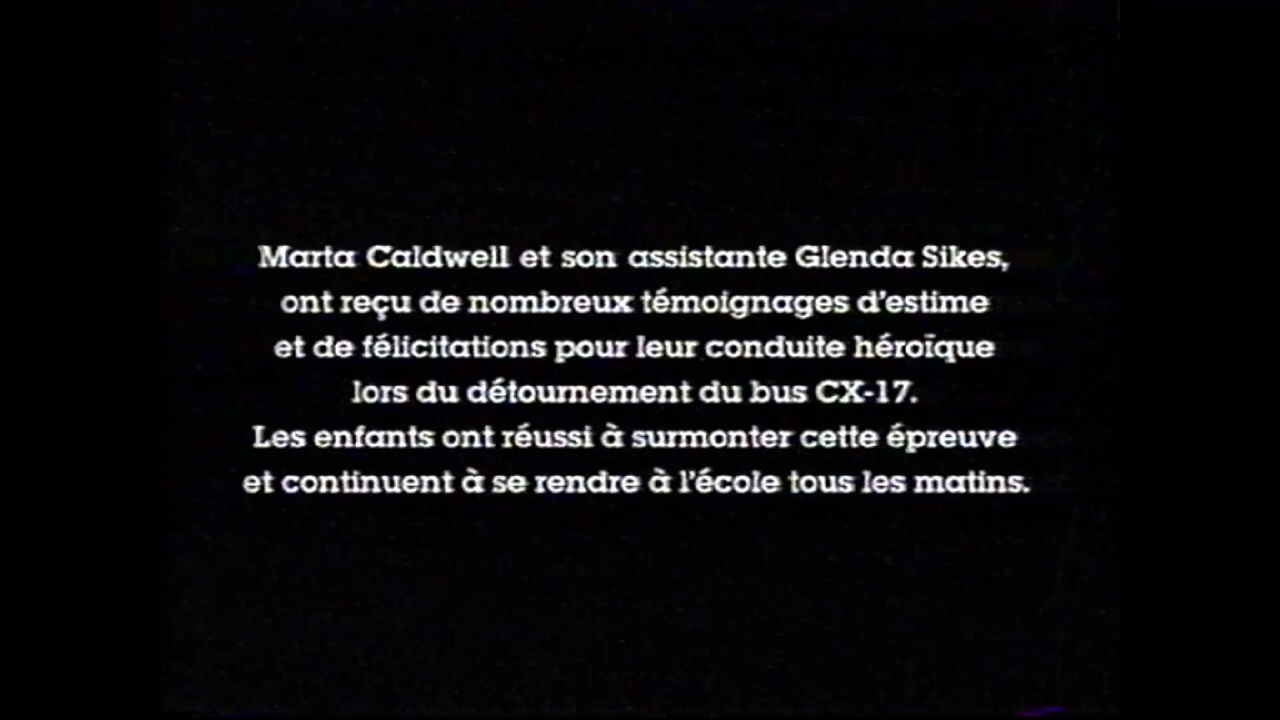 Marta Caldwell et son assistante Glenda Sikes,
ont reçu de nombreux témoignages d'estime
et de félicitations pour leur conduite héroïque
lors du détournement du bus CX-17.
Les enfants ont réussi à surmonter cette épreuve
et continuent à se rendre à l'école tous les matins.